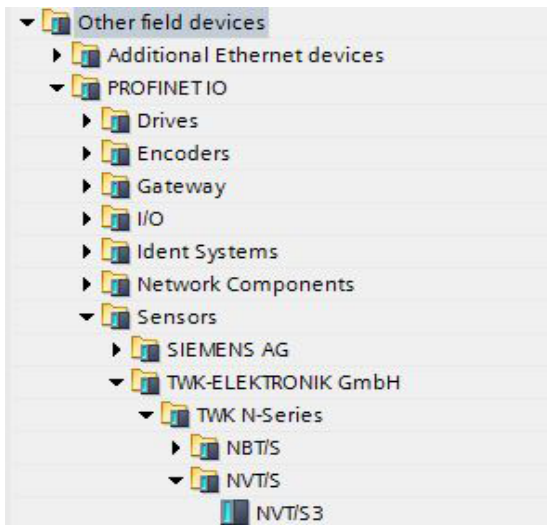 Other field devices
Additional Ethernet devices
PROFINET IO
Drives
Encoders
Gateway
I/O
Ident Systems
Network Components
Sensors
SIEMENS AG
TWK-ELEKTRONIK GmbH
TWK N-Series
NBT/S
NVT/S
NVT/S3